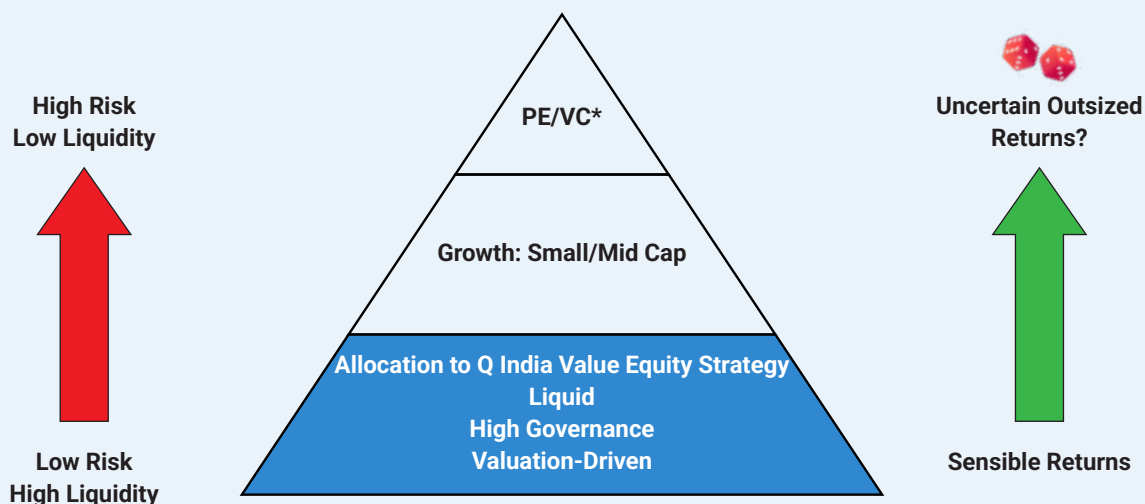 High Risk
Low Liquidity
PE/VC*
Uncertain Outsized
Returns?
Growth: Small/Mid Cap
Allocation to Q India Value Equity Strategy
Liquid
High Governance
Valuation-Driven
Low Risk
High Liquidity
Sensible Returns